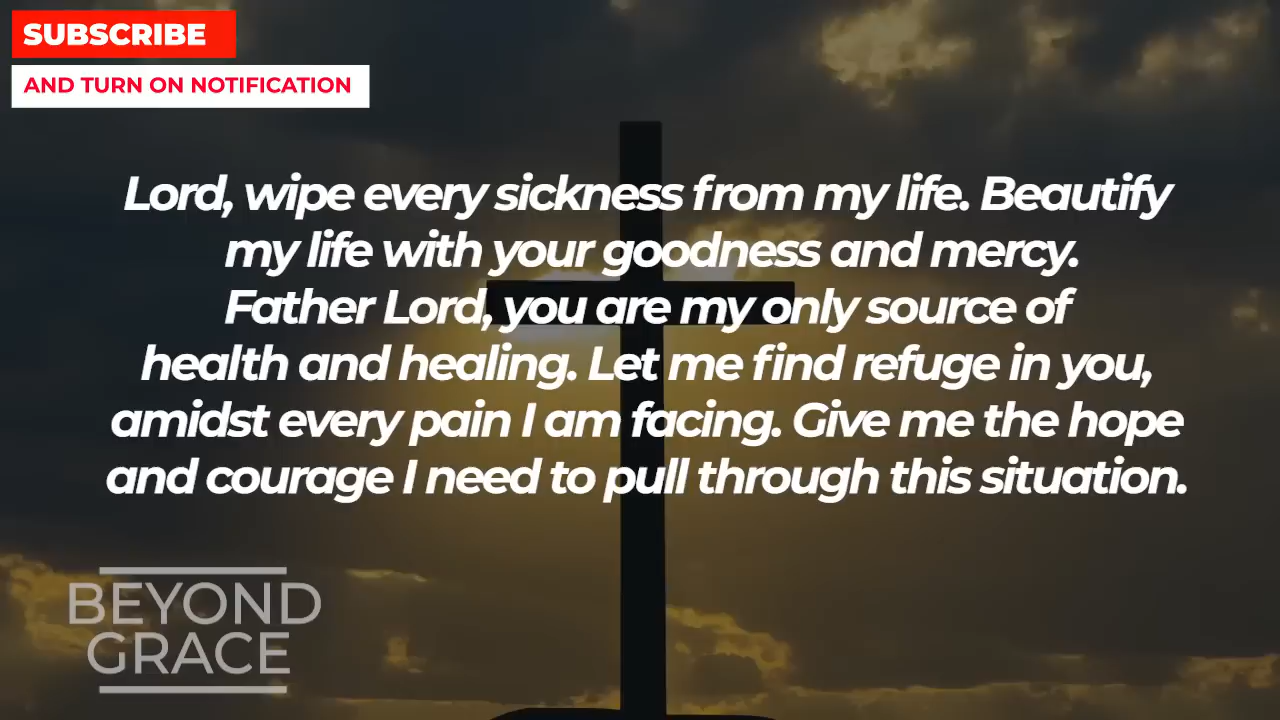 SUBSCRIBE
AND TURN ON NOTIFICATION
Lord, wipe every sickness from my life. Beautify
my life with your goodness and mercy.
Father Lord, you are my only source of
health and healing. Let me find refuge in you,
amidst every pain I am facing. Give me the hope
and courage I need to pull through this situation.
BEYOND
GRACE